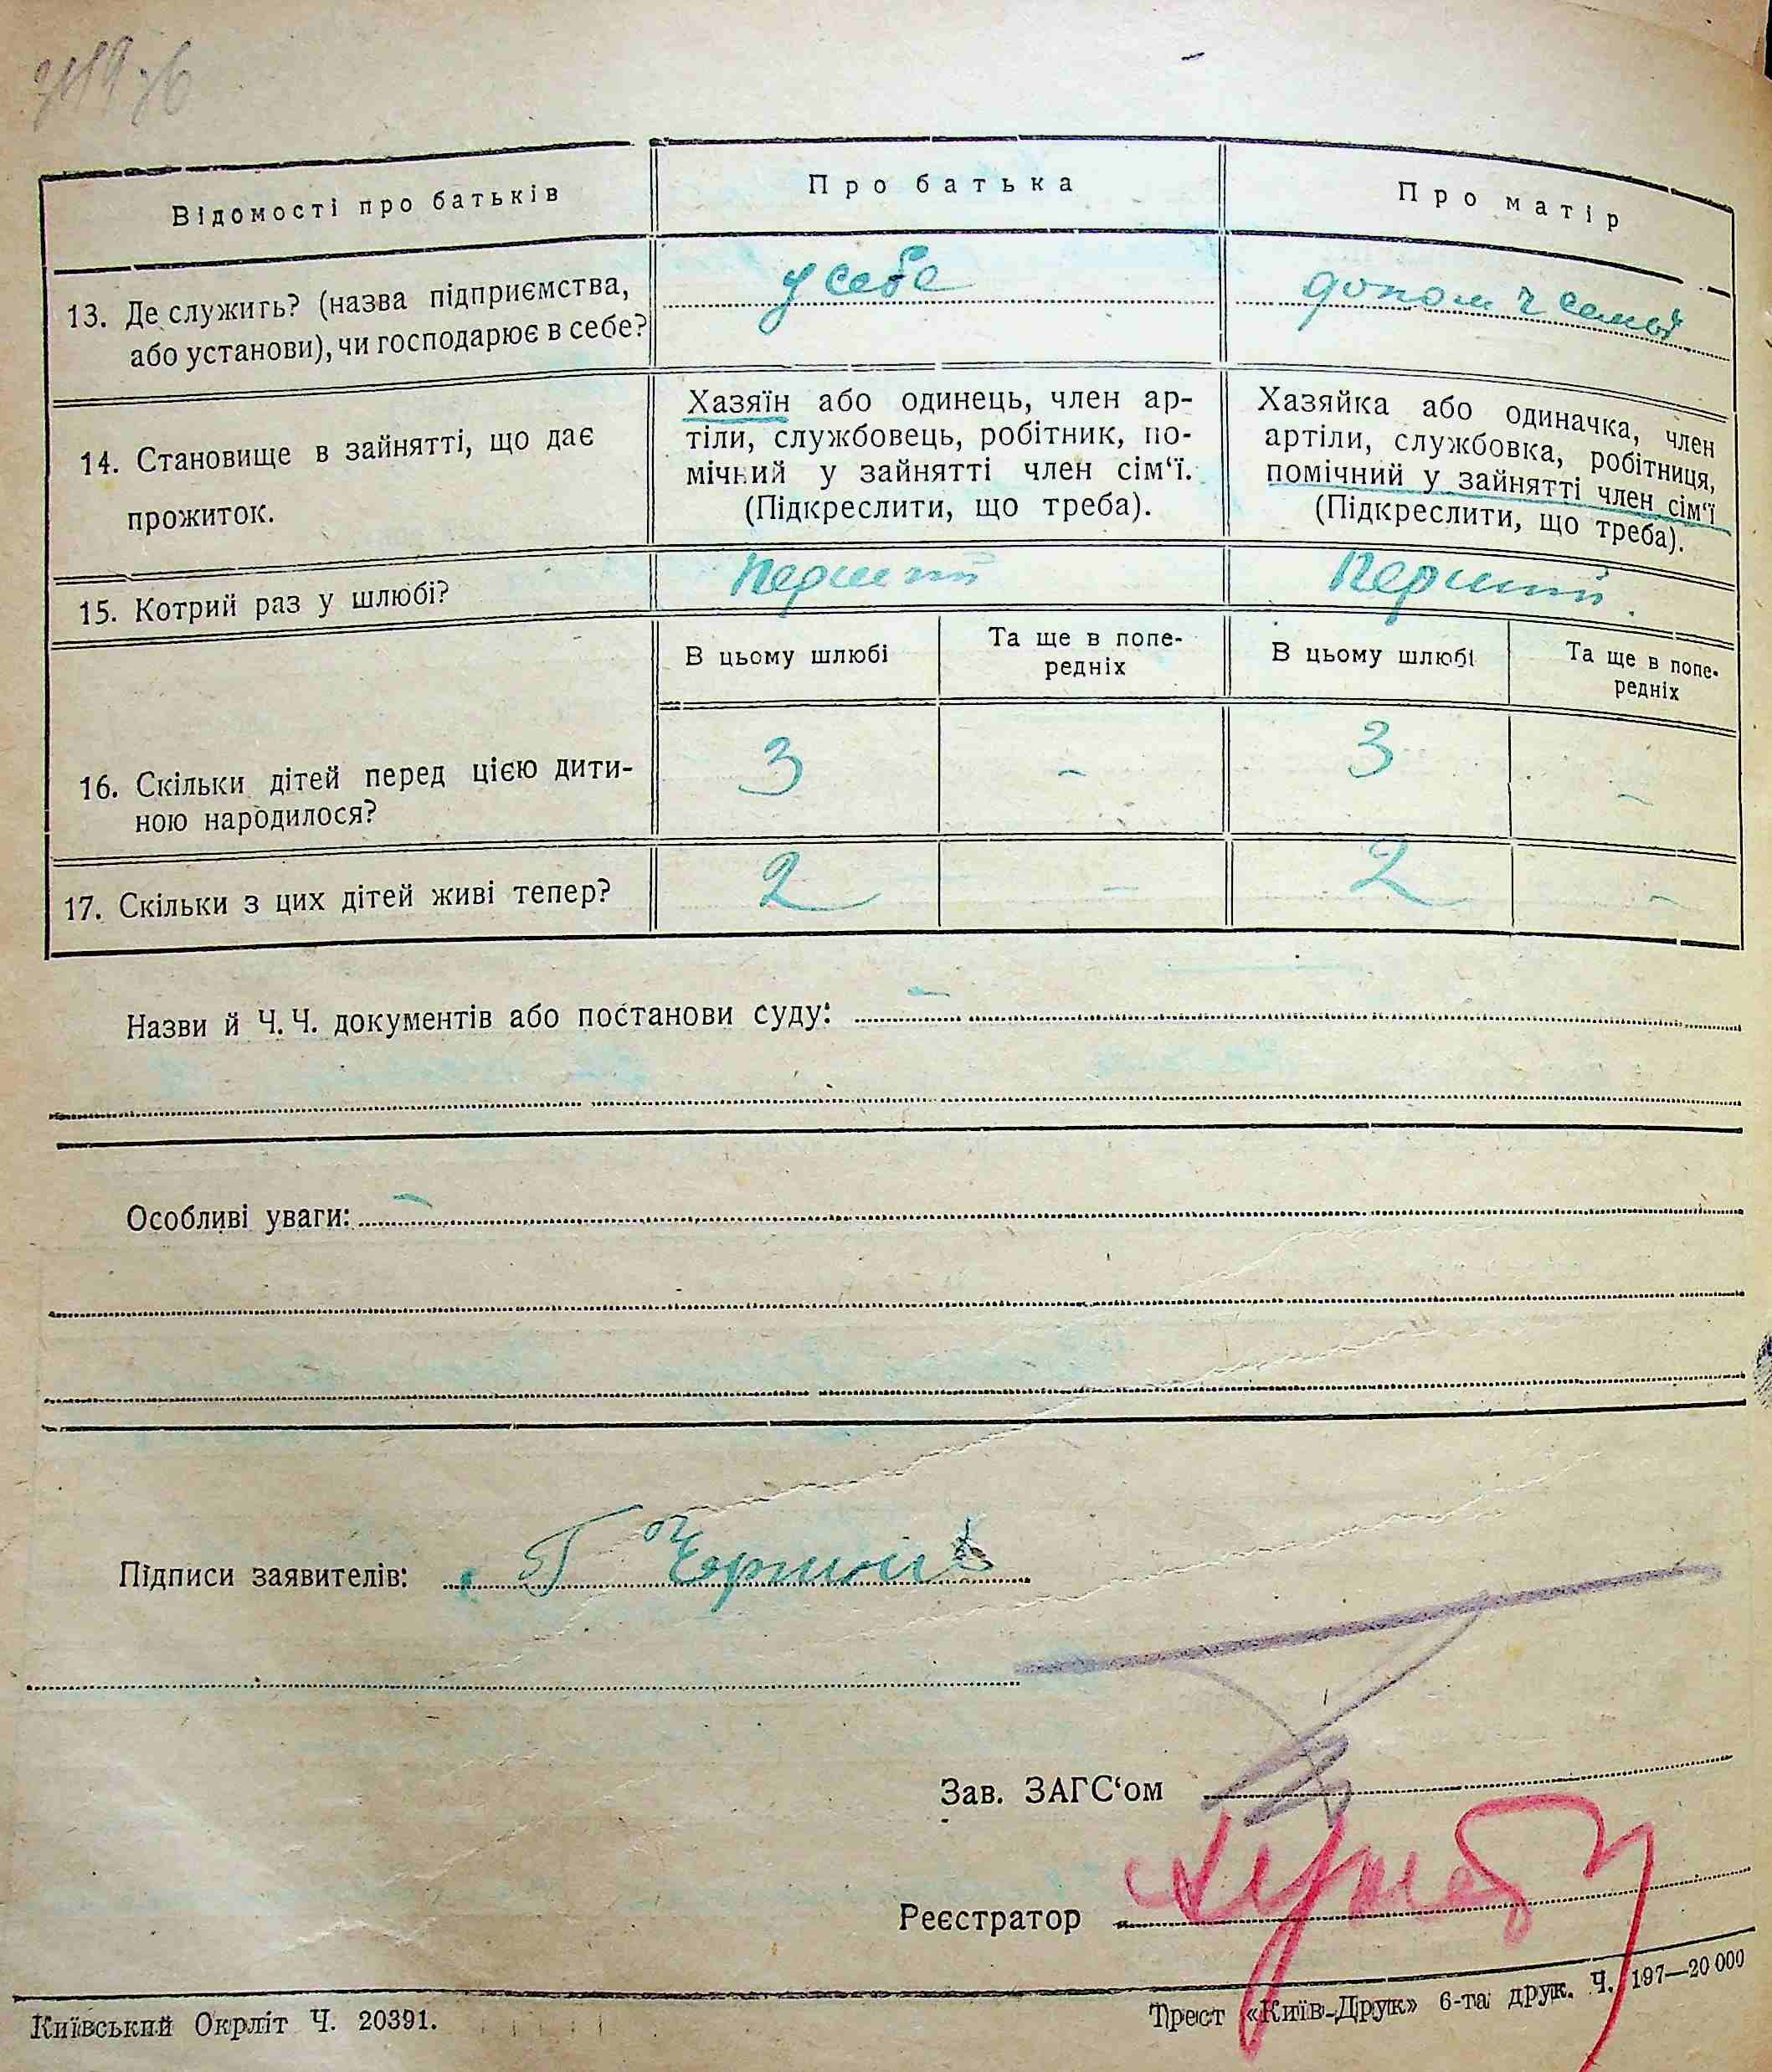 Відомості про батьків
Про батька
Про матір
13. Де служить? (назва підприємства,
або установи), чи господарює в себе?
у себе
допом ч семьї
14. Становище в зайнятті, що дає
прожиток.
Хазяїн або одинець, член ар-
тіли, службовець, робітник, по-
мічний у зайнятті член сім‘ї.
(Підкреслити, що треба).
Хазяйка або одиначка, член
артіли, службовка, робітниця,
помічний у зайнятті член сім‘ї
(Підкреслити, що треба).
15. Котрий раз у шлюбі?
Перший
Перший.
В цьому шлюбі
Та ще в попе-
редніх
В цьому шлюбі
Та ще в попе-
редніх
16. Скільки дітей перед цією дити-
ною народилося?
3 - 3 -
17. Скільки з цих дітей живі тепер?
2 - 2 -
Назви й Ч. Ч. документів або постанови суду: -
Особливі уваги: -
Підписи заявителів:
Зав. ЗАГС‘ом
Реєстратор
Київський Окрліт Ч. 20391.
Трест «Київ-Друк» 6-та друк. Ч. 197—20 000